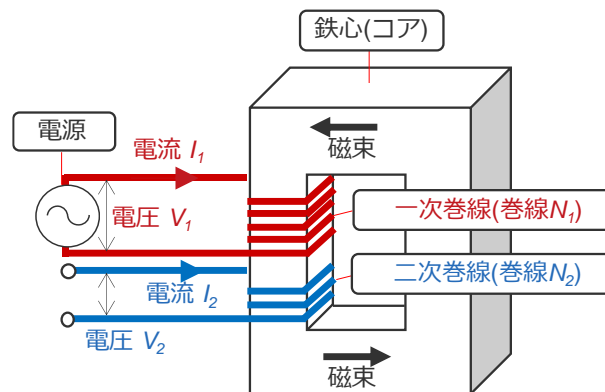 鉄心(コア)
電源
磁束
電流 I1
電圧 V1
一次巻線(巻線N1)
二次巻線(巻線N2)
電流 I2
電圧 V2
磁束